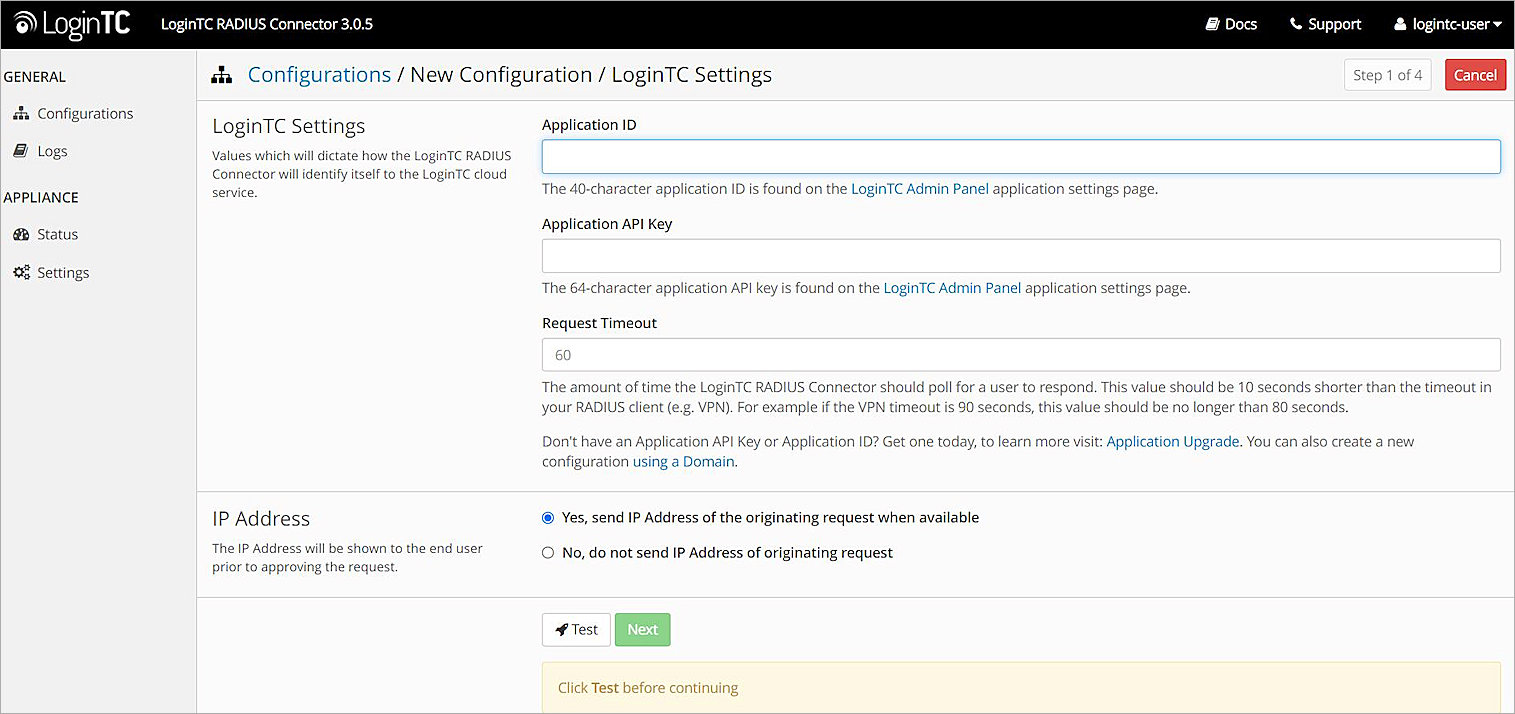 LoginTC LoginTC RADIUS Connector 3.0.5 Docs Support logintc-user
GENERAL
Configurations
Logs
APPLIANCE
Status
Settings
Configurations / New Configuration / LoginTC Settings Step 1 of 4 Cancel
LoginTC Settings
Values which will dictate how the LoginTC RADIUS
Connector will identify itself to the LoginTC cloud
service.
Application ID
The 40-character application ID is found on the LoginTC Admin Panel application settings page.
Application API Key
The 64-character application API key is found on the LoginTC Admin Panel application settings page.
Request Timeout
60
The amount of time the LoginTC RADIUS Connector should poll for a user to respond. This value should be 10 seconds shorter than the timeout in
your RADIUS client (e.g. VPN). For example if the VPN timeout is 90 seconds, this value should be no longer than 80 seconds.
Don't have an Application API Key or Application ID? Get one today, to learn more visit: Application Upgrade. You can also create a new
configuration using a Domain.
IP Address
The IP Address will be shown to the end user
prior to approving the request.
Yes, send IP Address of the originating request when available
No, do not send IP Address of originating request
Test Next
Click Test before continuing